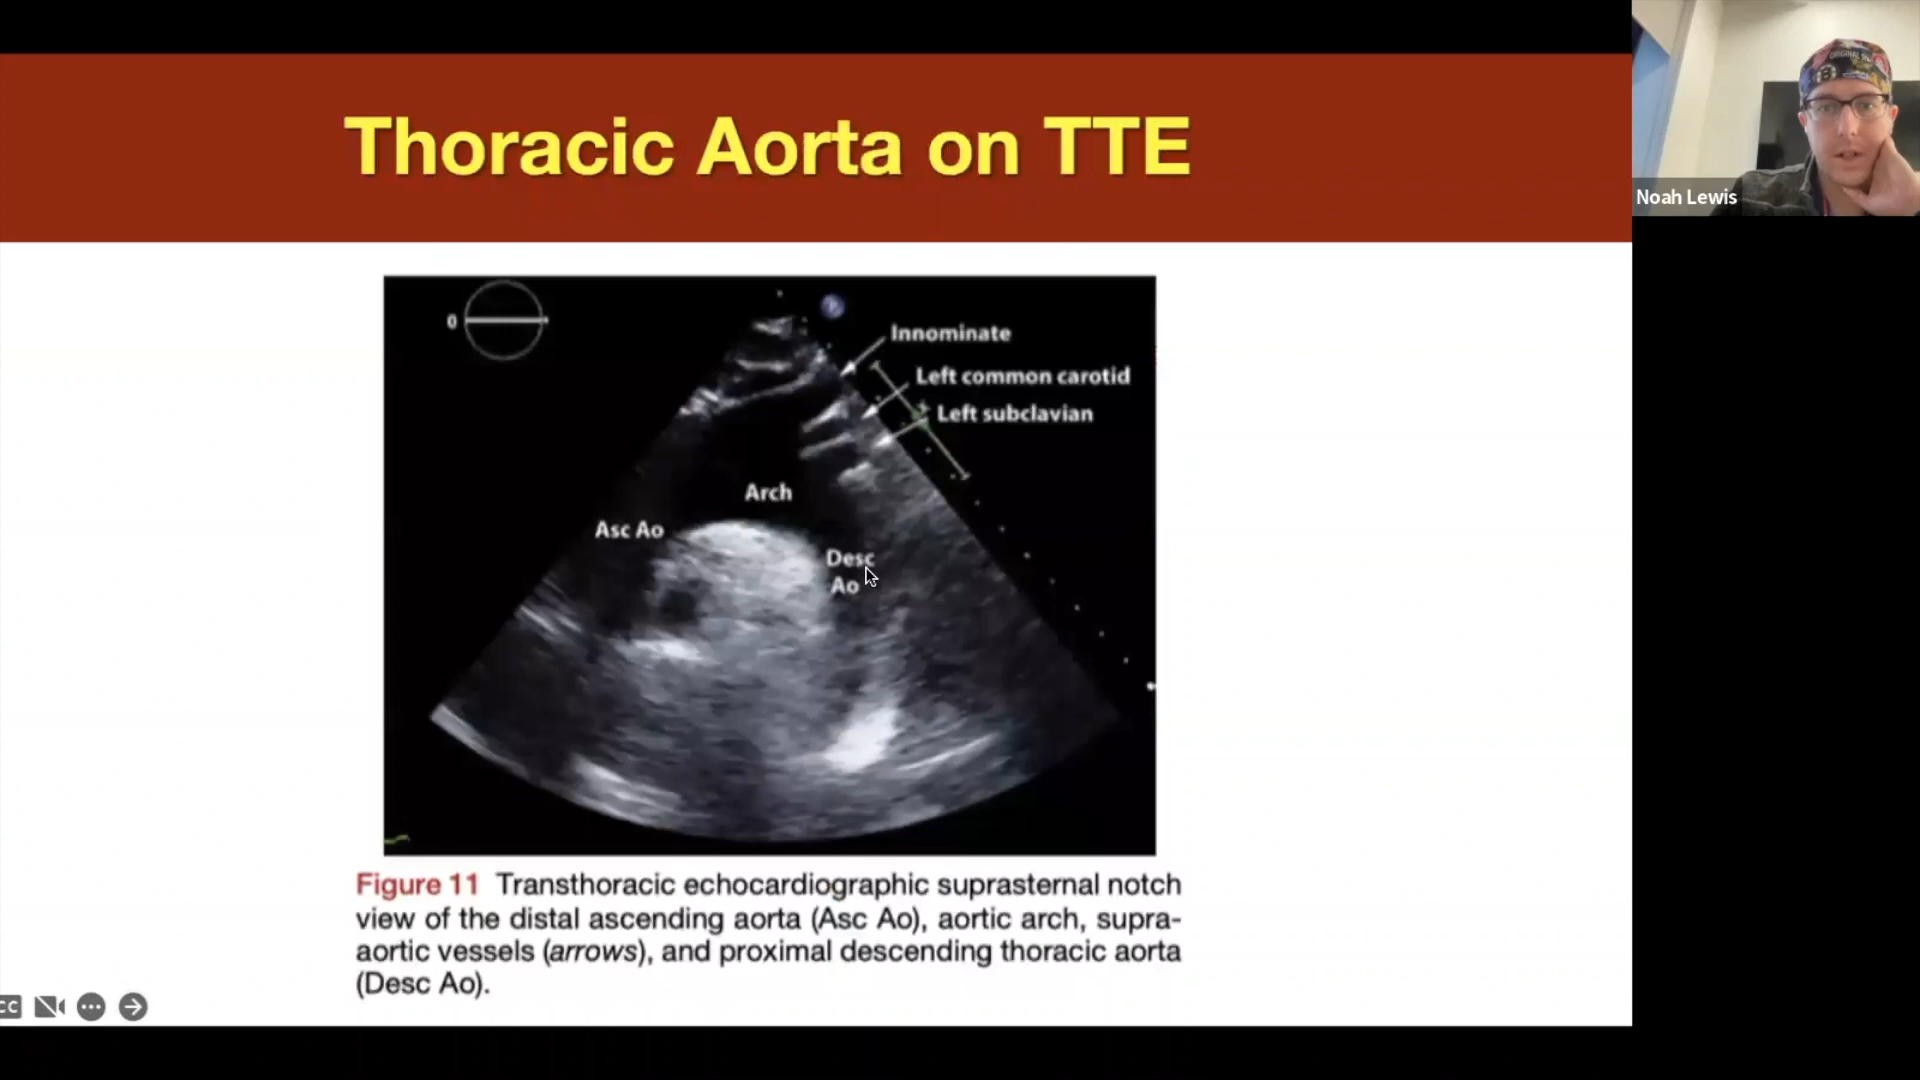 Thoracic Aorta on TTE
Noah Lewis
0
Innominate
Left common carotid
Left subclavian
Arch
Asc Ao
Desc
Ao
Figure 11 Transthoracic echocardiographic suprasternal notch
view of the distal ascending aorta (Asc Ao), aortic arch, supra-
aortic vessels (arrows), and proximal descending thoracic aorta
(Desc Ao).
CC